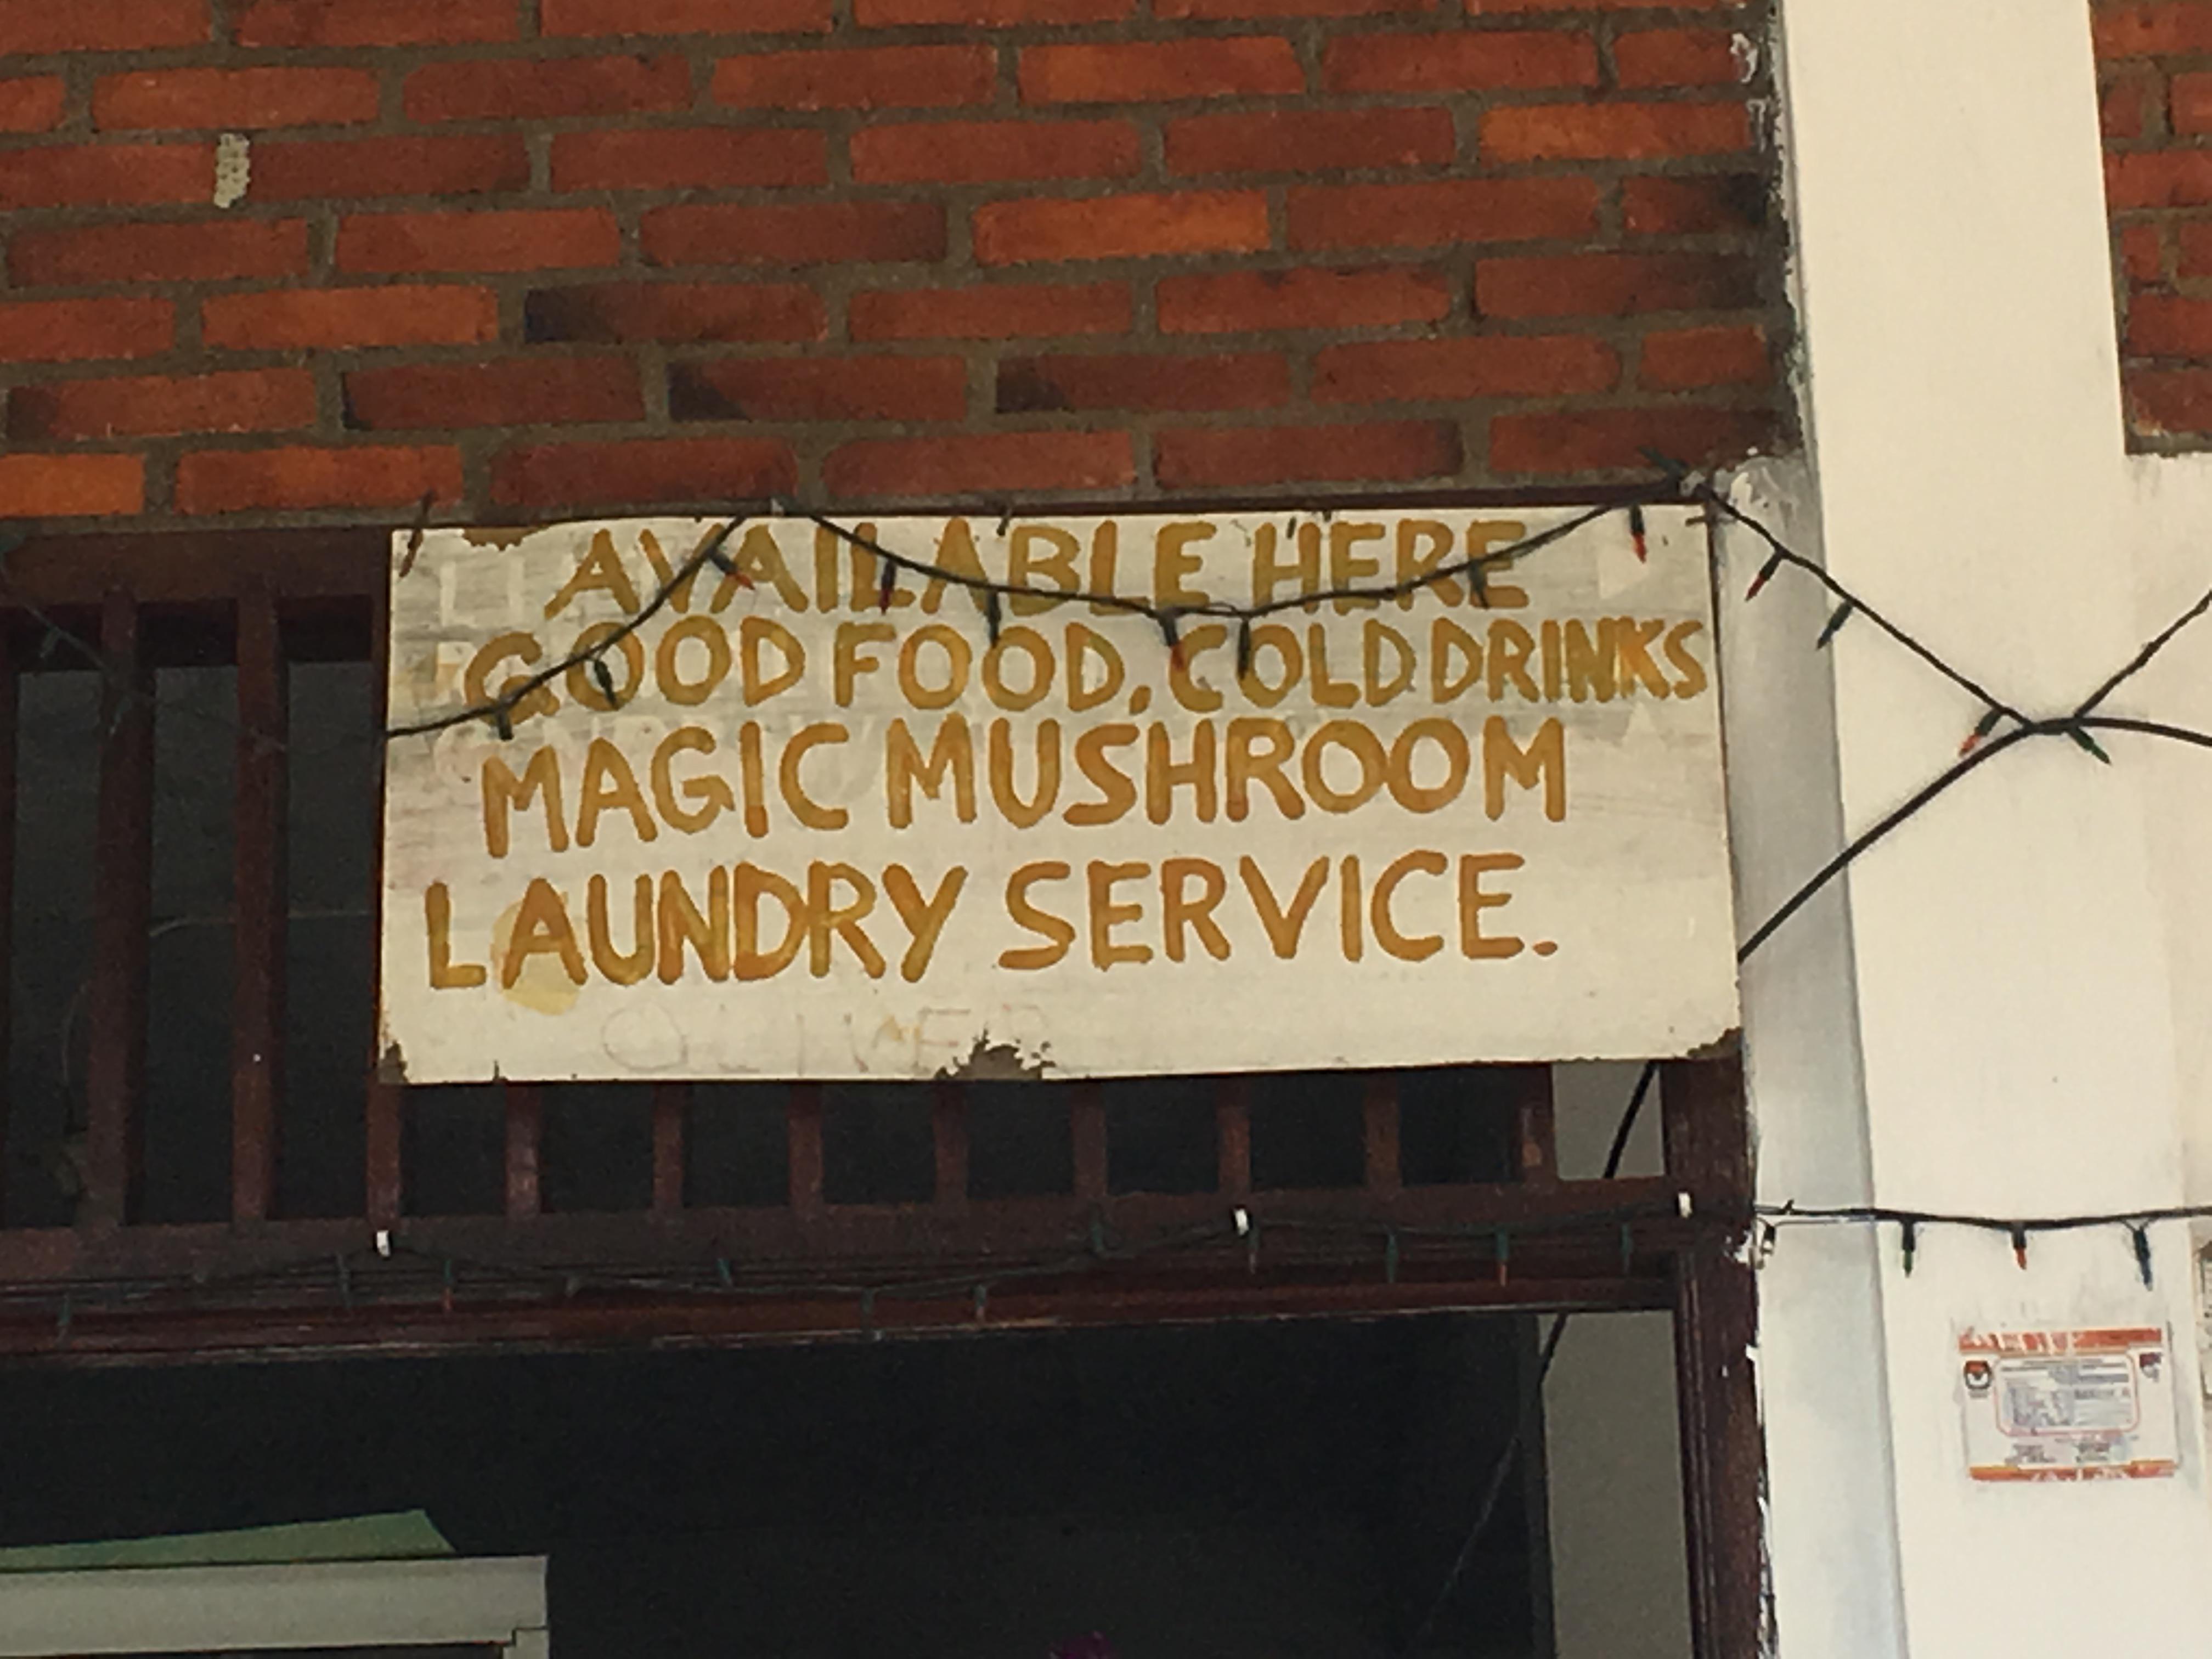 AVAILABLE HERE
GOOD FOOD, COLD DRINKS
MAGIC MUSHROOM
LAUNDRY SERVICE.